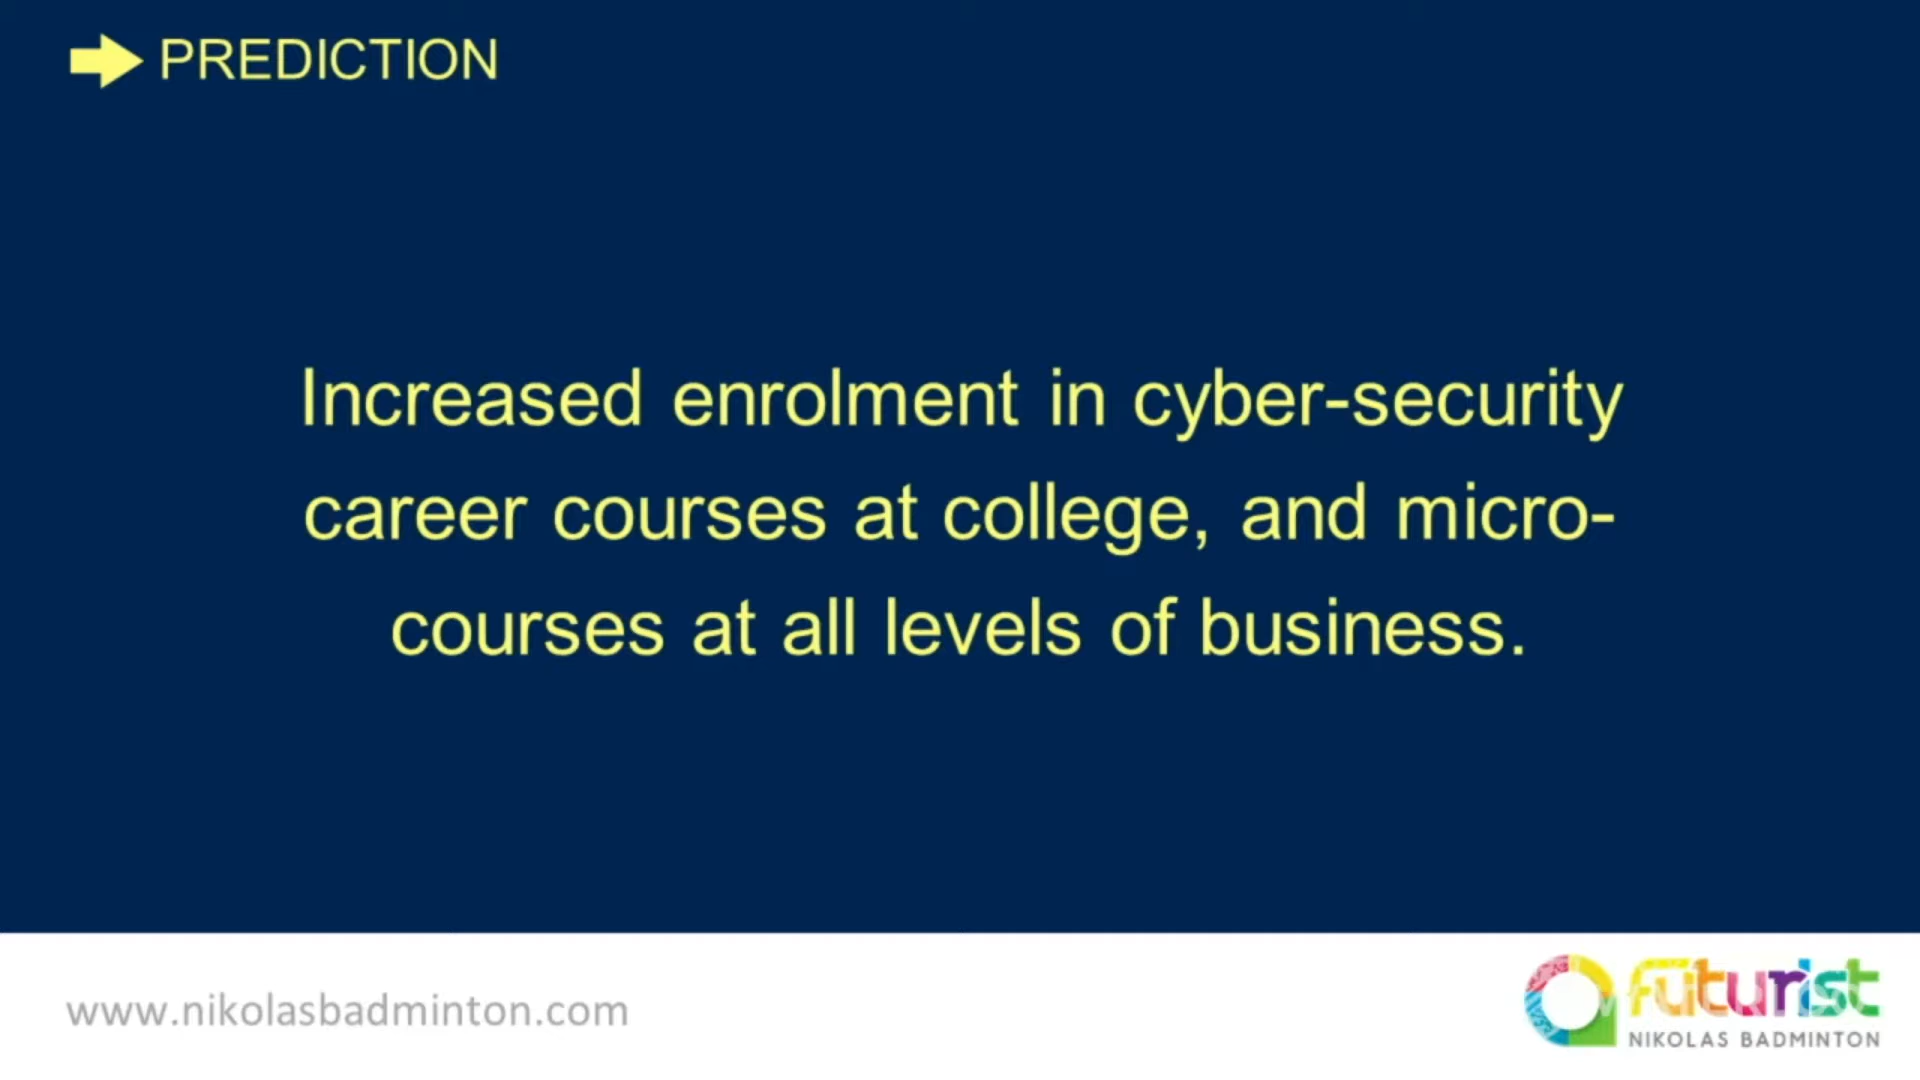 PREDICTION
Increased enrolment in cyber-security
career courses at college, and micro-
courses at all levels of business.
www.nikolasbadminton.com
futurist
NIKOLAS BADMINTON